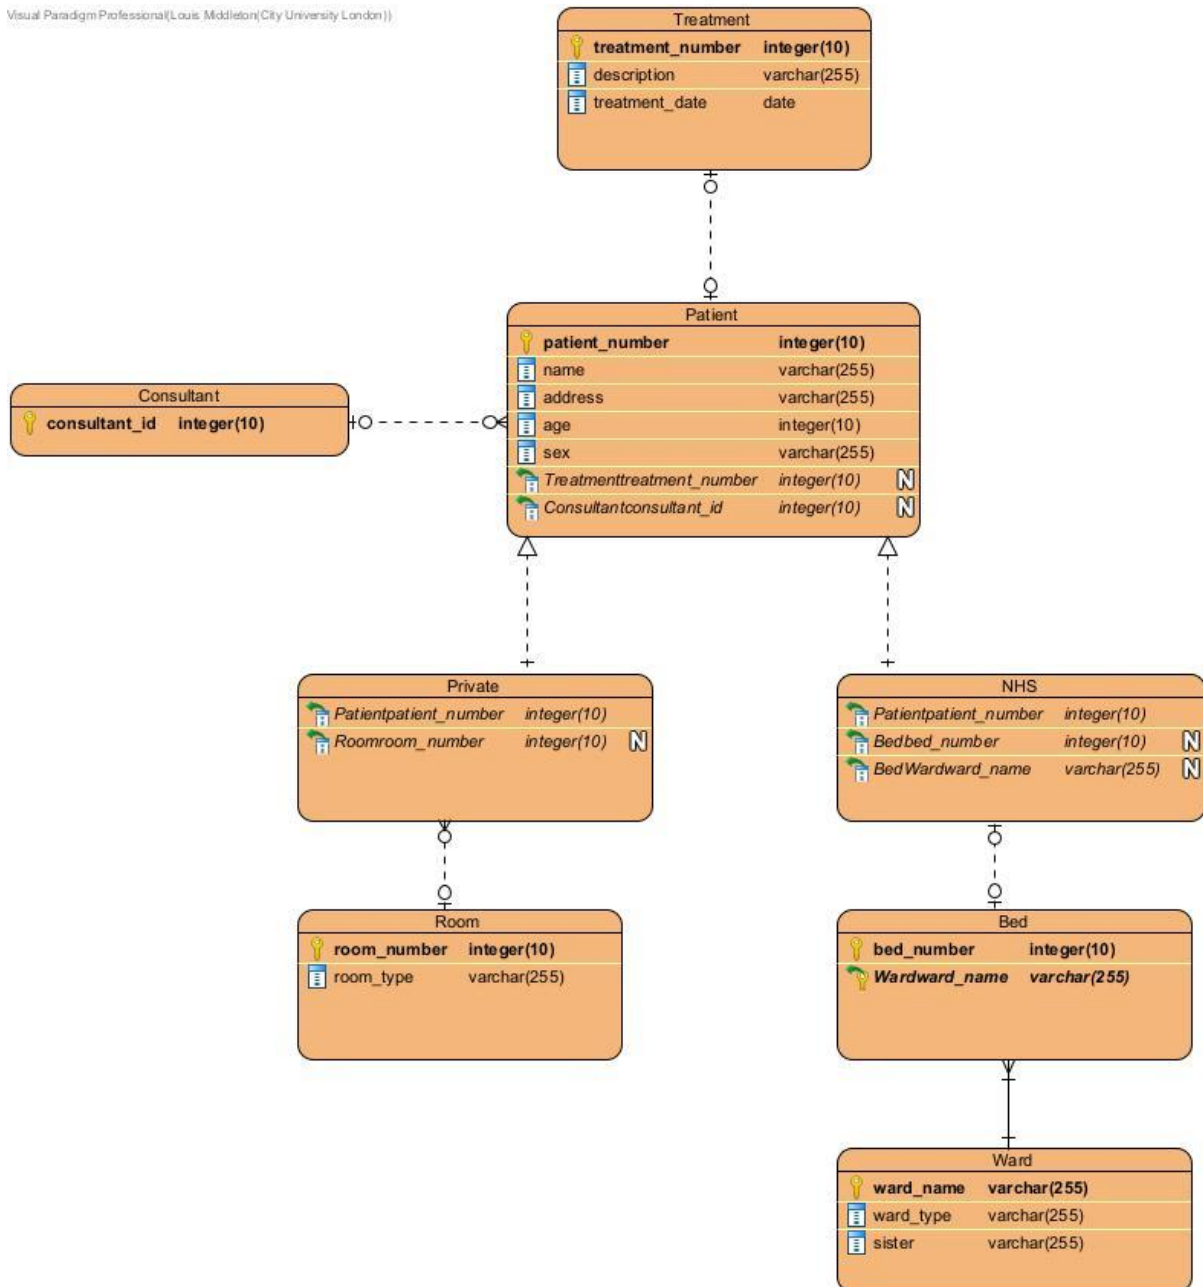 Visual Paradigm Professional(Louis Middleton(City University London))
Treatment
treatment_number integer(10)
description varchar(255)
treatment_date date
Patient
patient_number integer(10)
name varchar(255)
address varchar(255)
age integer(10)
sex varchar(255)
Treatmenttreatment_number integer(10) N
Consultantconsultant_id integer(10) N
Consultant
consultant_id integer(10)
Private
Patientpatient_number integer(10)
Roomroom_number integer(10) N
NHS
Patientpatient_number integer(10)
Bedbed_number integer(10) N
BedWardward_name varchar(255) N
Room
room_number integer(10)
room_type varchar(255)
Bed
bed_number integer(10)
Wardward_name varchar(255)
Ward
ward_name varchar(255)
ward_type varchar(255)
sister varchar(255)